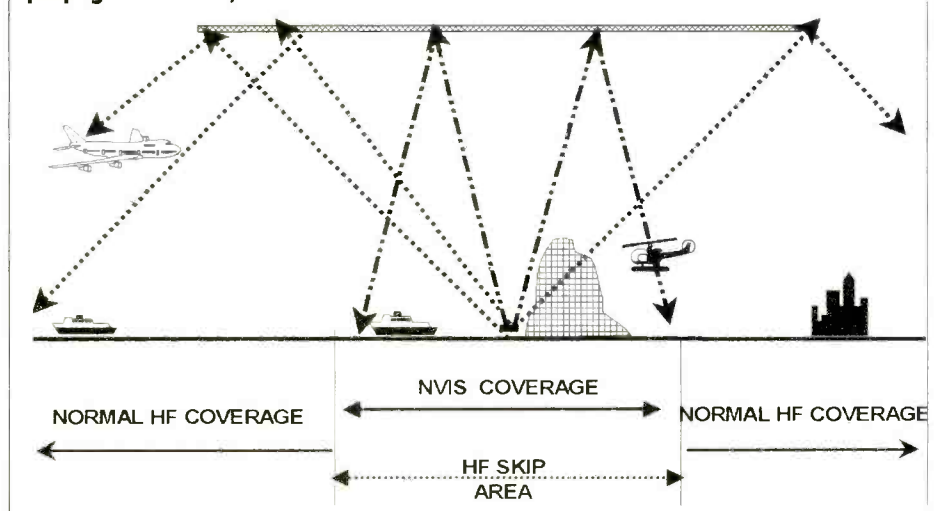 NVIS COVERAGE
NORMAL HF COVERAGE
NORMAL HF COVERAGE
HF SKIP
AREA